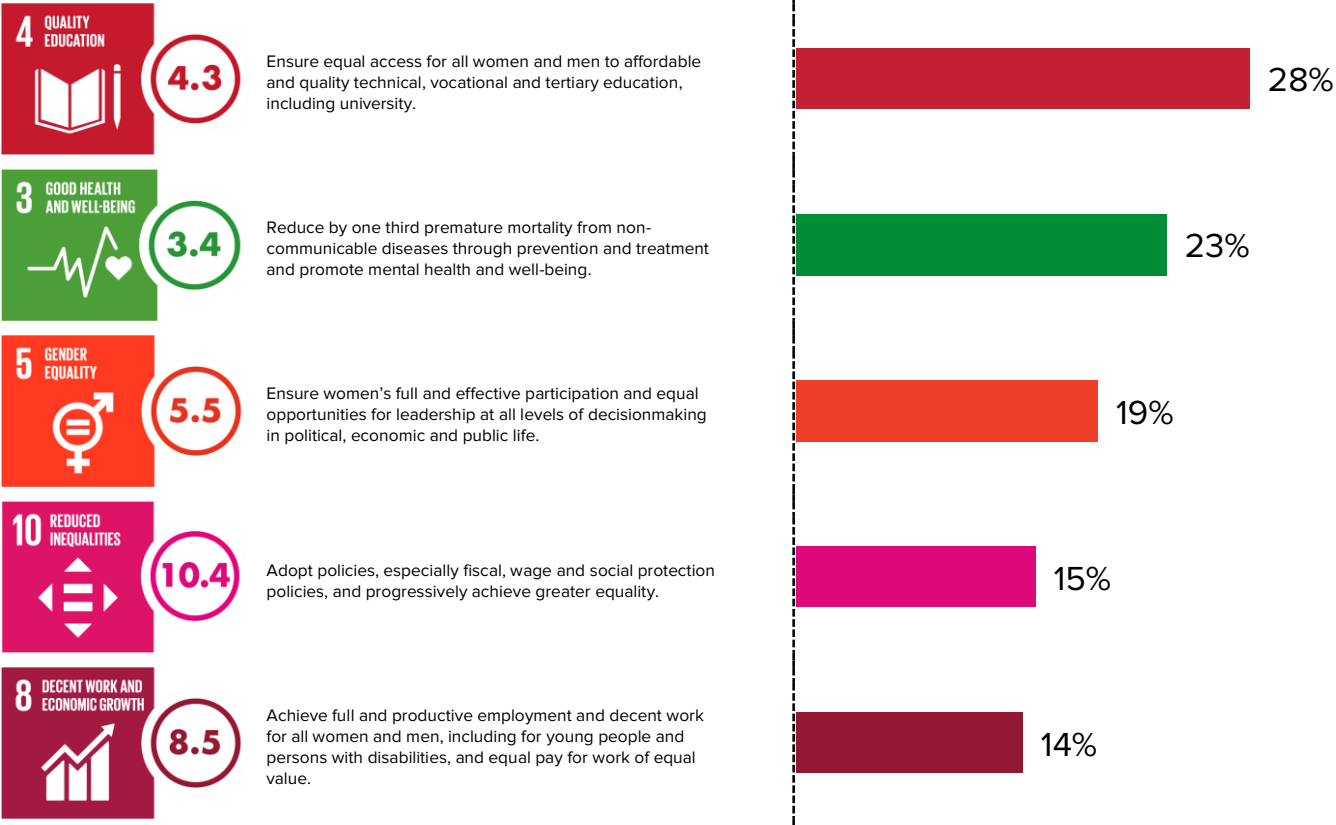 4 QUALITY
EDUCATION
4.3
Ensure equal access for all women and men to affordable
and quality technical, vocational and tertiary education,
including university.
28%
3 GOOD HEALTH
AND WELL-BEING
3.4
Reduce by one third premature mortality from non-
communicable diseases through prevention and treatment
and promote mental health and well-being.
23%
5 GENDER
EQUALITY
5.5
Ensure women’s full and effective participation and equal
opportunities for leadership at all levels of decisionmaking
in political, economic and public life.
19%
10 REDUCED
INEQUALITIES
10.4
Adopt policies, especially fiscal, wage and social protection
policies, and progressively achieve greater equality.
15%
8 DECENT WORK AND
ECONOMIC GROWTH
8.5
Achieve full and productive employment and decent work
for all women and men, including for young people and
persons with disabilities, and equal pay for work of equal
value.
14%